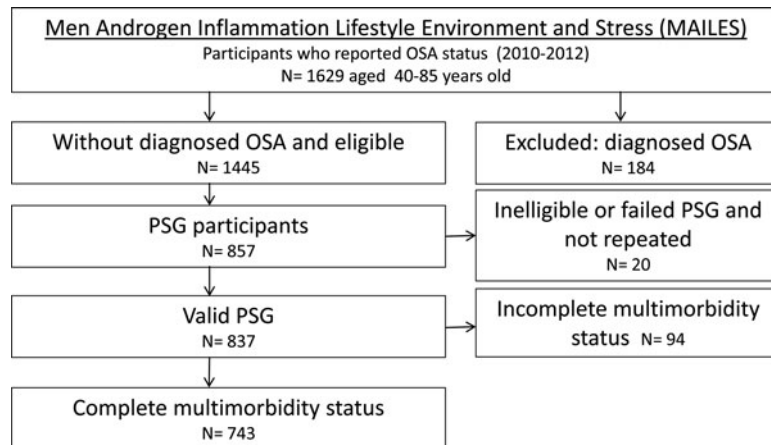 Men Androgen Inflammation Lifestyle Environment and Stress (MAILES)
Participants who reported OSA status (2010-2012)
N= 1629 aged 40-85 years old
Without diagnosed OSA and eligible
N= 1445
Excluded: diagnosed OSA
N= 184
PSG participants
N= 857
Ineligible or failed PSG and
not repeated
N= 20
Valid PSG
N= 837
Incomplete multimorbidity
status N= 94
Complete multimorbidity status
N= 743